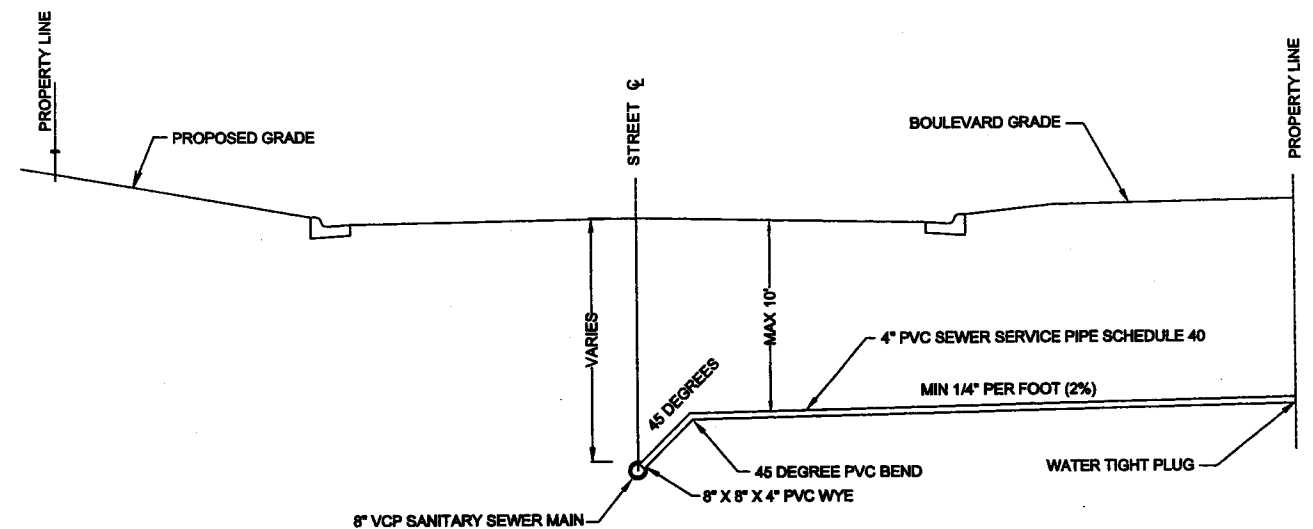 PROPERTY LINE
PROPOSED GRADE
STREET ℄
BOULEVARD GRADE
PROPERTY LINE
VARIES
MAX 10'
45 DEGREES
4" PVC SEWER SERVICE PIPE SCHEDULE 40
MIN 1/4" PER FOOT (2%)
45 DEGREE PVC BEND
WATER TIGHT PLUG
8" X 8" X 4" PVC WYE
8" VCP SANITARY SEWER MAIN